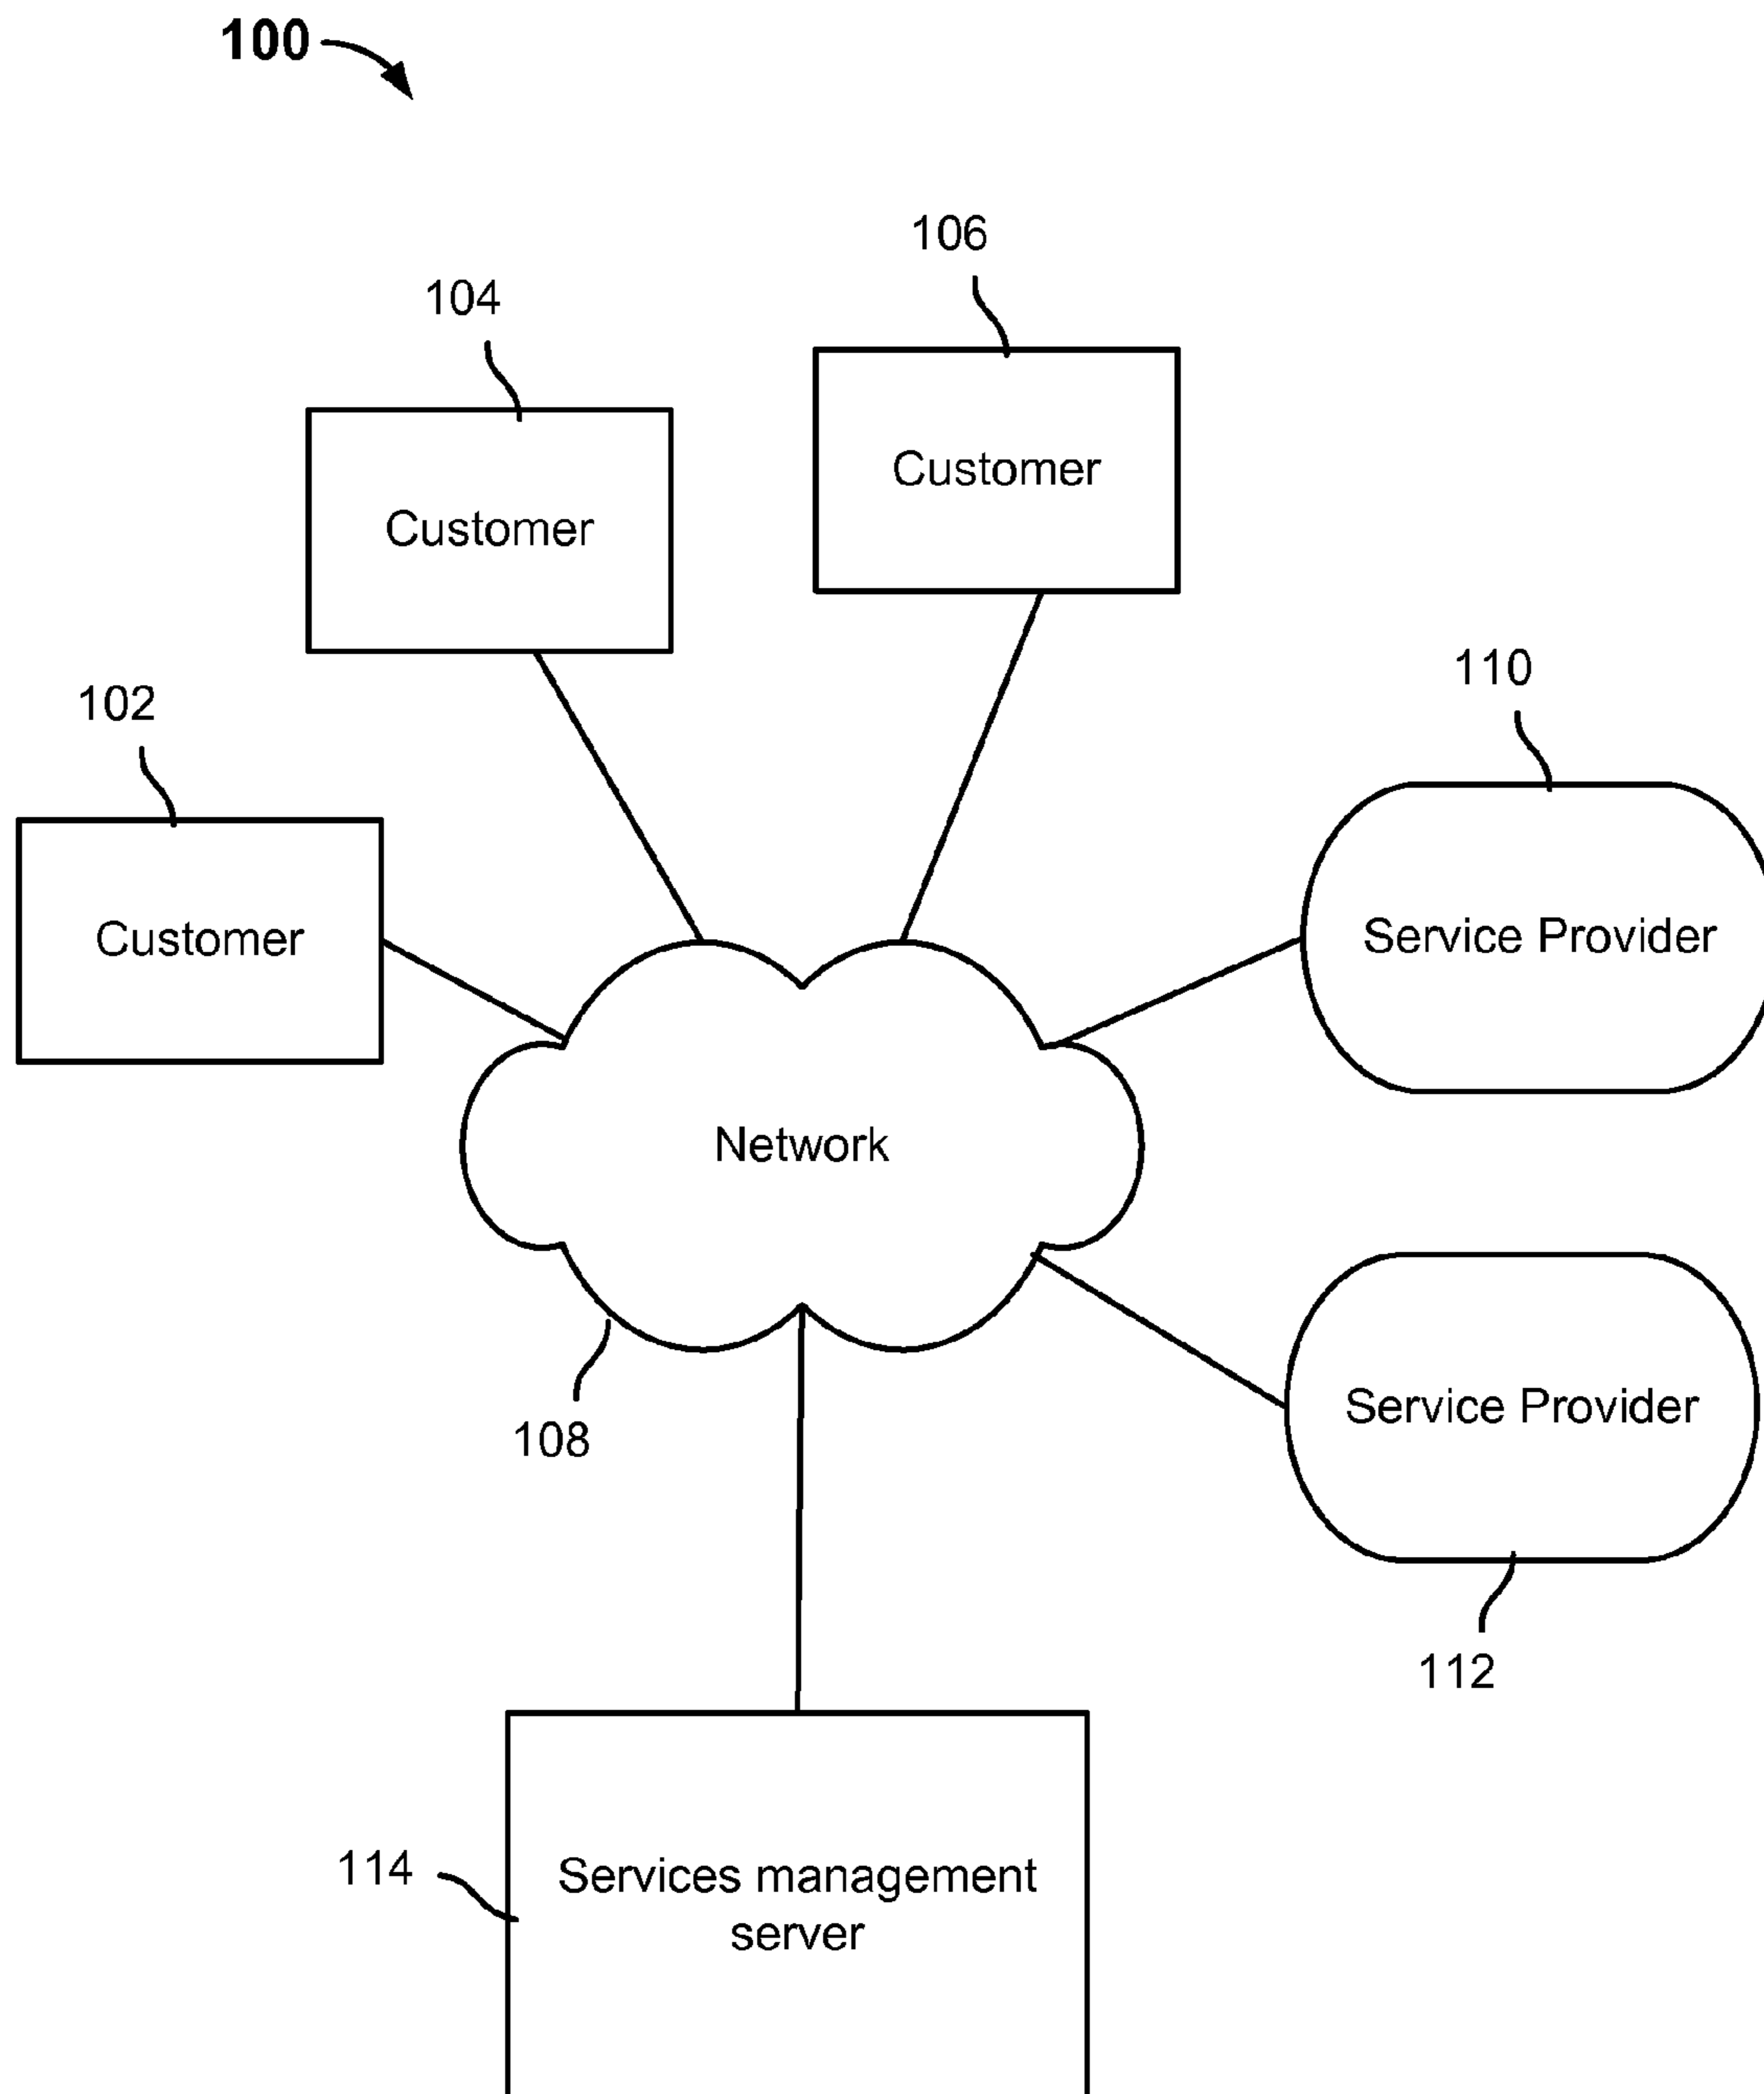 100
106
104
Customer
Customer
110
102
Service Provider
Customer
Network
Service Provider
108
112
114
Services management
server